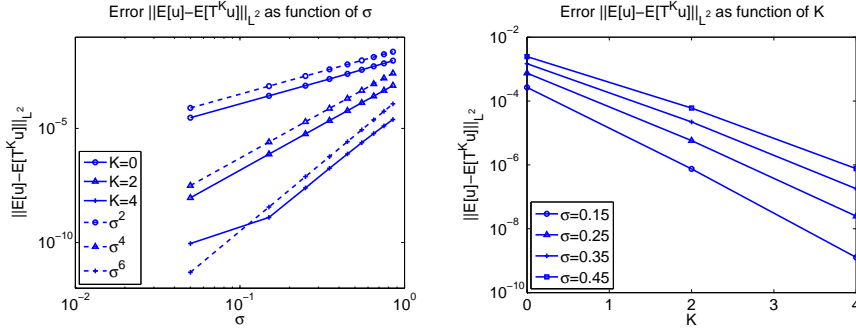 Error ||E[u]−E[T^K u]||_{L^2} as function of σ
||E[u]−E[T^K u]||_{L^2}
10^{−5}
10^{−10}
K=0
K=2
K=4
σ^2
σ^4
σ^6
10^{−2}
10^{−1}
10^0
σ
Error ||E[u]−E[T^K u]||_{L^2} as function of K
||E[u]−E[T^K u]||_{L^2}
10^{−2}
10^{−4}
10^{−6}
10^{−8}
10^{−10}
σ=0.15
σ=0.25
σ=0.35
σ=0.45
0
1
2
3
4
K